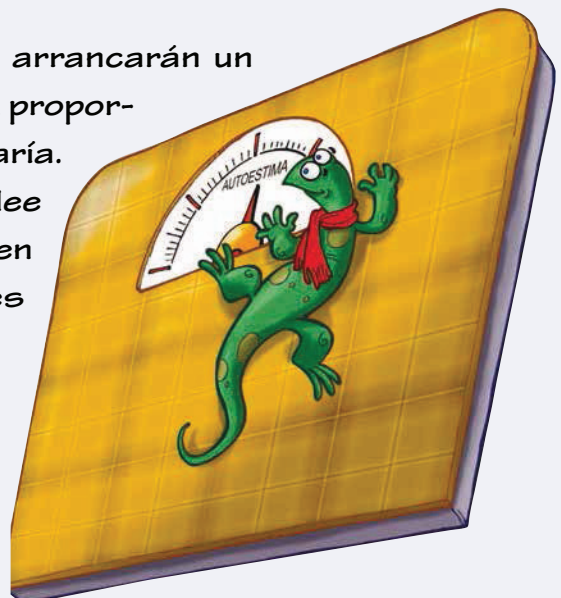 arrancarán un
propor-
aría.
lee
en
es
AUTOESTIMA